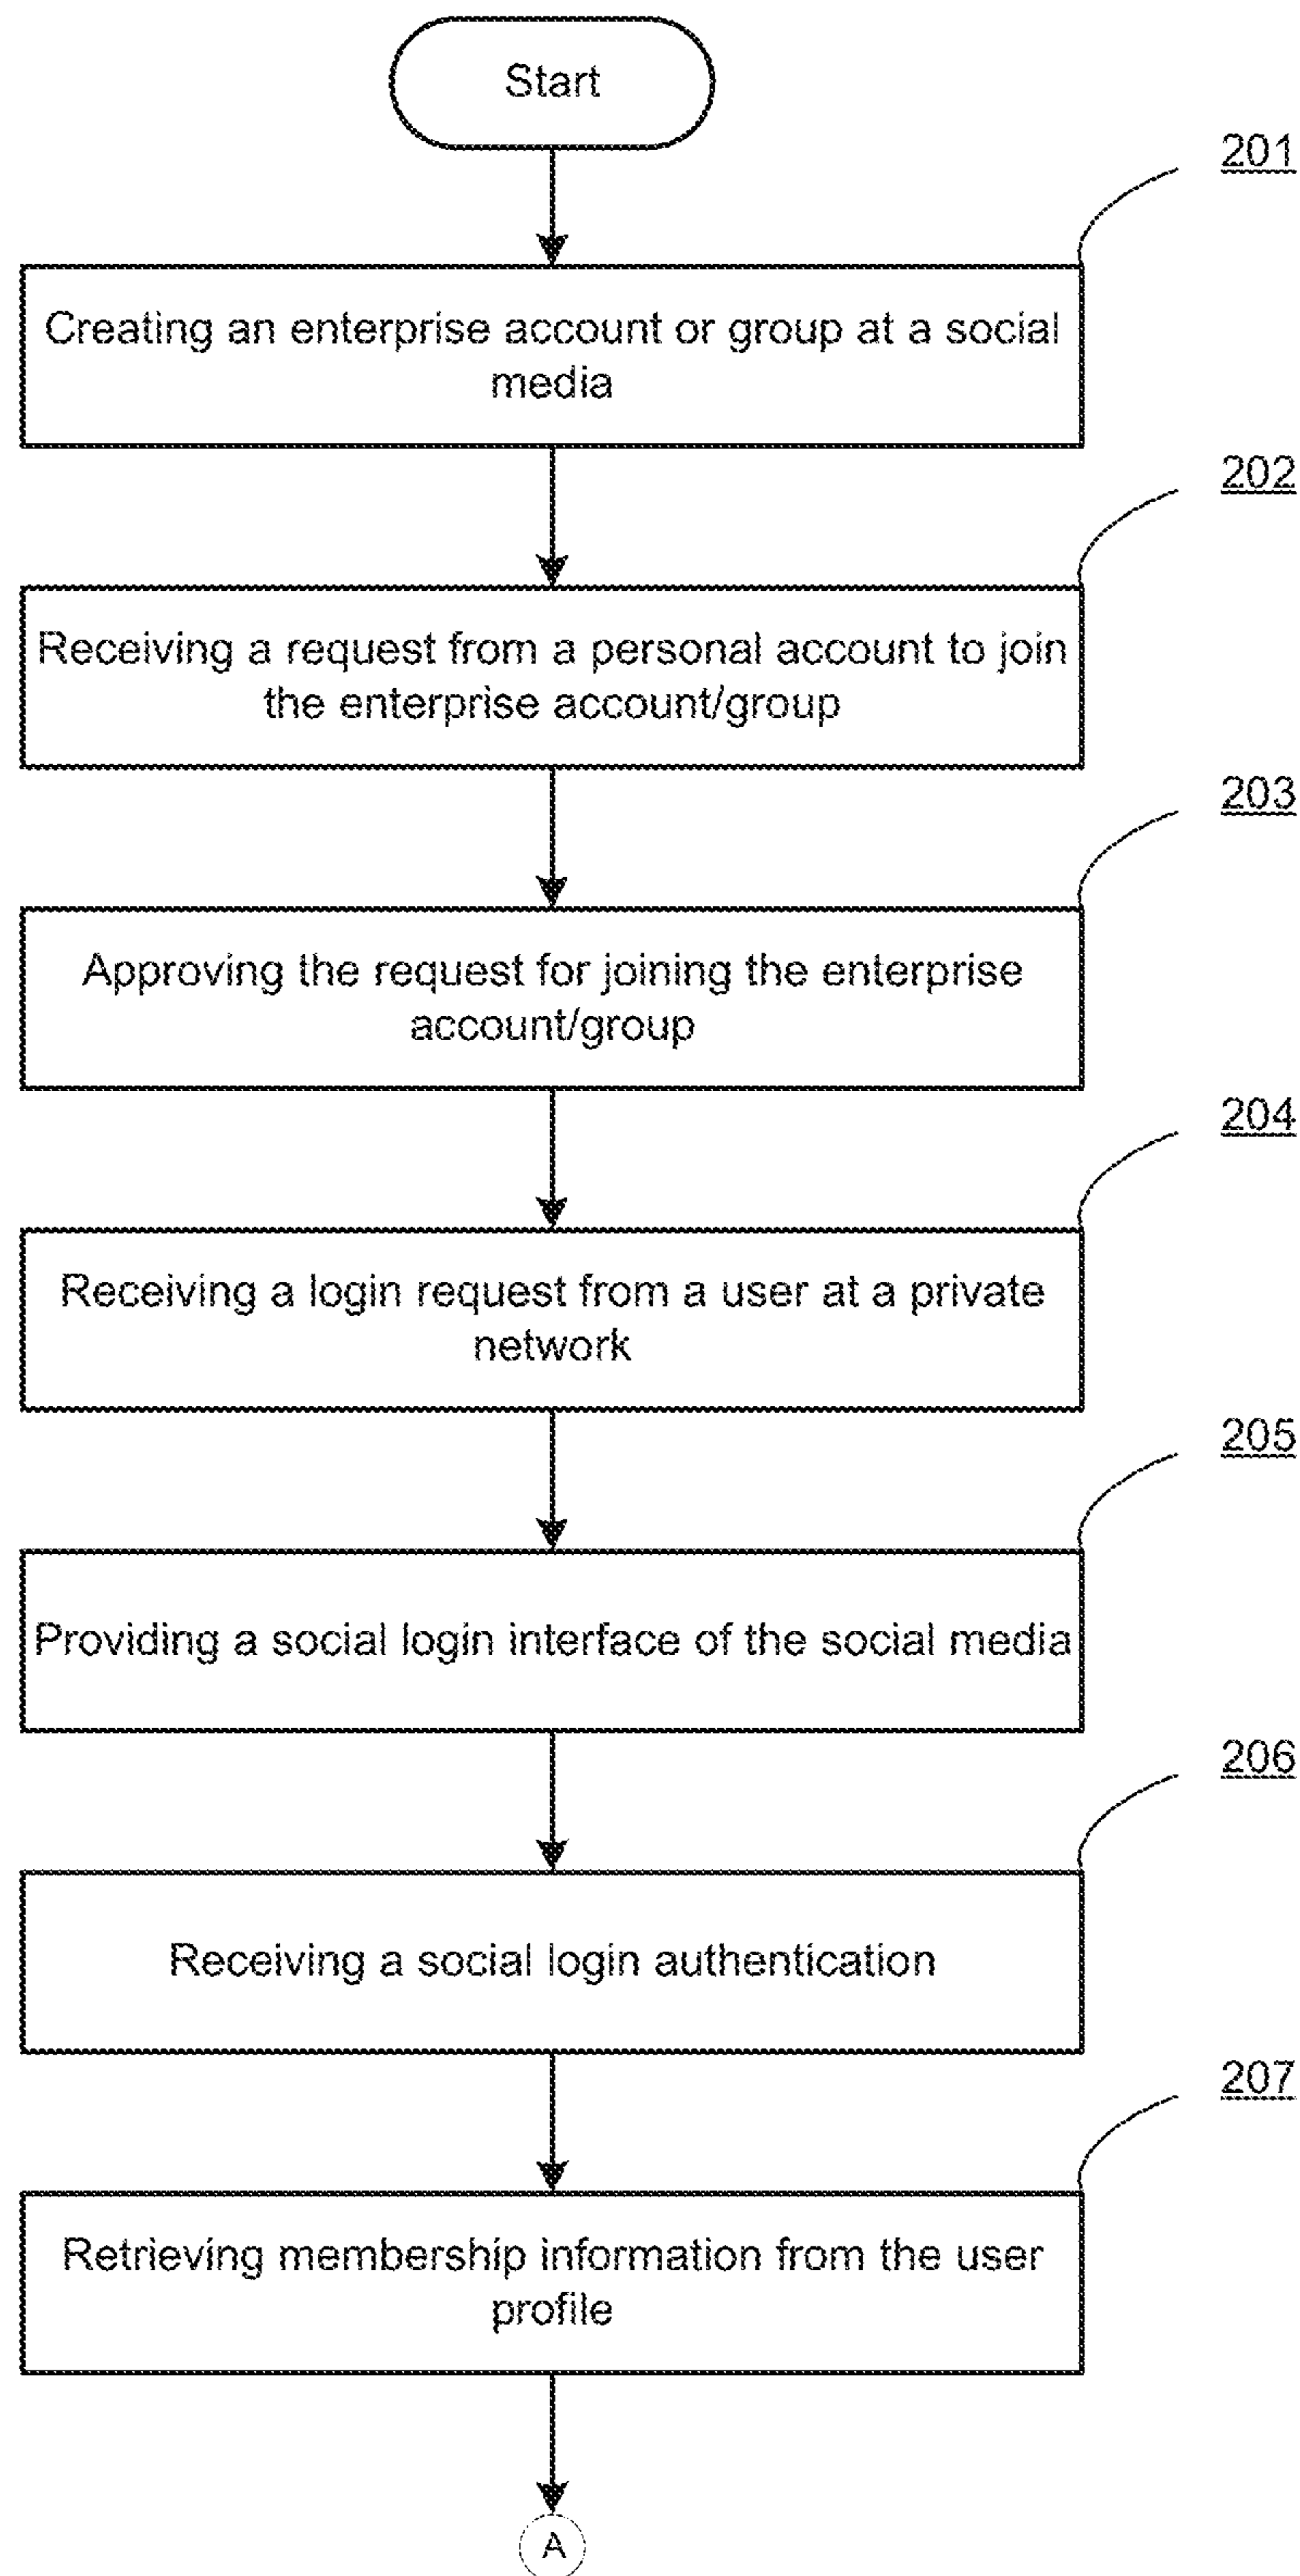 Start
201
Creating an enterprise account or group at a social
media
202
Receiving a request from a personal account to join
the enterprise account/group
203
Approving the request for joining the enterprise
account/group
204
Receiving a login request from a user at a private
network
205
Providing a social login interface of the social media
206
Receiving a social login authentication
207
Retrieving membership information from the user
profile
A